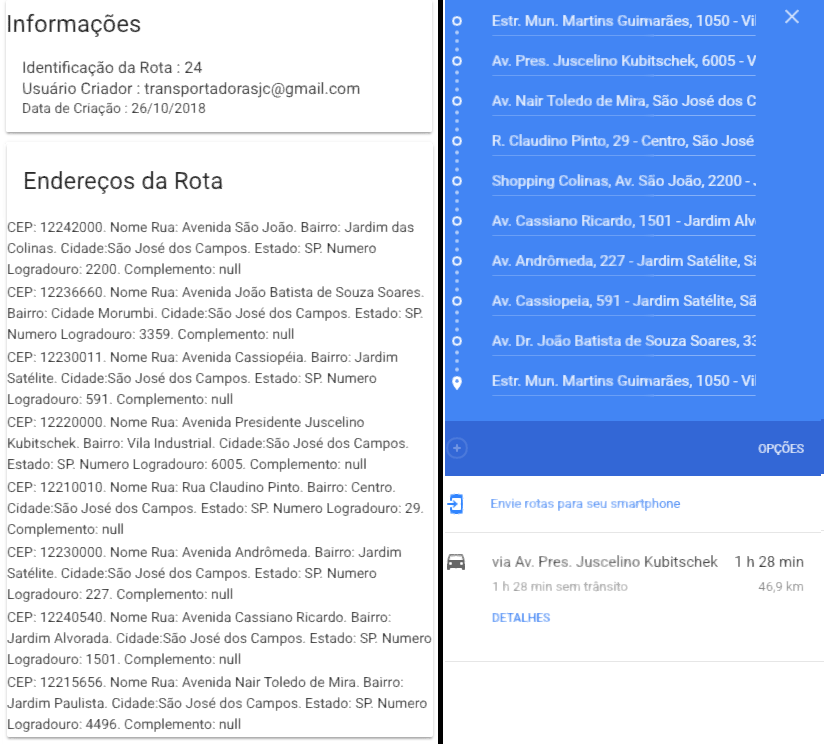 Informações
Identificação da Rota : 24
Usuário Criador : transportadorasjc@gmail.com
Data de Criação : 26/10/2018
Endereços da Rota
CEP: 12242000. Nome Rua: Avenida São João. Bairro: Jardim das
Colinas. Cidade:São José dos Campos. Estado: SP. Numero
Logradouro: 2200. Complemento: null
CEP: 12236660. Nome Rua: Avenida João Batista de Souza Soares.
Bairro: Cidade Morumbi. Cidade:São José dos Campos. Estado: SP.
Numero Logradouro: 3359. Complemento: null
CEP: 12230011. Nome Rua: Avenida Cassiopéia. Bairro: Jardim
Satélite. Cidade:São José dos Campos. Estado: SP. Numero
Logradouro: 591. Complemento: null
CEP: 12220000. Nome Rua: Avenida Presidente Juscelino
Kubitschek. Bairro: Vila Industrial. Cidade:São José dos Campos.
Estado: SP. Numero Logradouro: 6005. Complemento: null
CEP: 12210010. Nome Rua: Rua Claudino Pinto. Bairro: Centro.
Cidade:São José dos Campos. Estado: SP. Numero Logradouro: 29.
Complemento: null
CEP: 12230000. Nome Rua: Avenida Andrômeda. Bairro: Jardim
Satélite. Cidade:São José dos Campos. Estado: SP. Numero
Logradouro: 227. Complemento: null
CEP: 12240540. Nome Rua: Avenida Cassiano Ricardo. Bairro:
Jardim Alvorada. Cidade:São José dos Campos. Estado: SP. Numero
Logradouro: 1501. Complemento: null
CEP: 12215656. Nome Rua: Avenida Nair Toledo de Mira. Bairro:
Jardim Paulista. Cidade:São José dos Campos. Estado: SP. Numero
Logradouro: 4496. Complemento: null
Estr. Mun. Martins Guimarães, 1050 - Vil
Av. Pres. Juscelino Kubitschek, 6005 - V
Av. Nair Toledo de Mira, São José dos C
R. Claudino Pinto, 29 - Centro, São José
Shopping Colinas, Av. São João, 2200 -
Av. Cassiano Ricardo, 1501 - Jardim Alv
Av. Andrômeda, 227 - Jardim Satélite, Sã
Av. Cassiopeia, 591 - Jardim Satélite, Sã
Av. Dr. João Batista de Souza Soares, 33
Estr. Mun. Martins Guimarães, 1050 - Vil
OPÇÕES
Envie rotas para seu smartphone
via Av. Pres. Juscelino Kubitschek 1 h 28 min
1 h 28 min sem trânsito 46,9 km
DETALHES